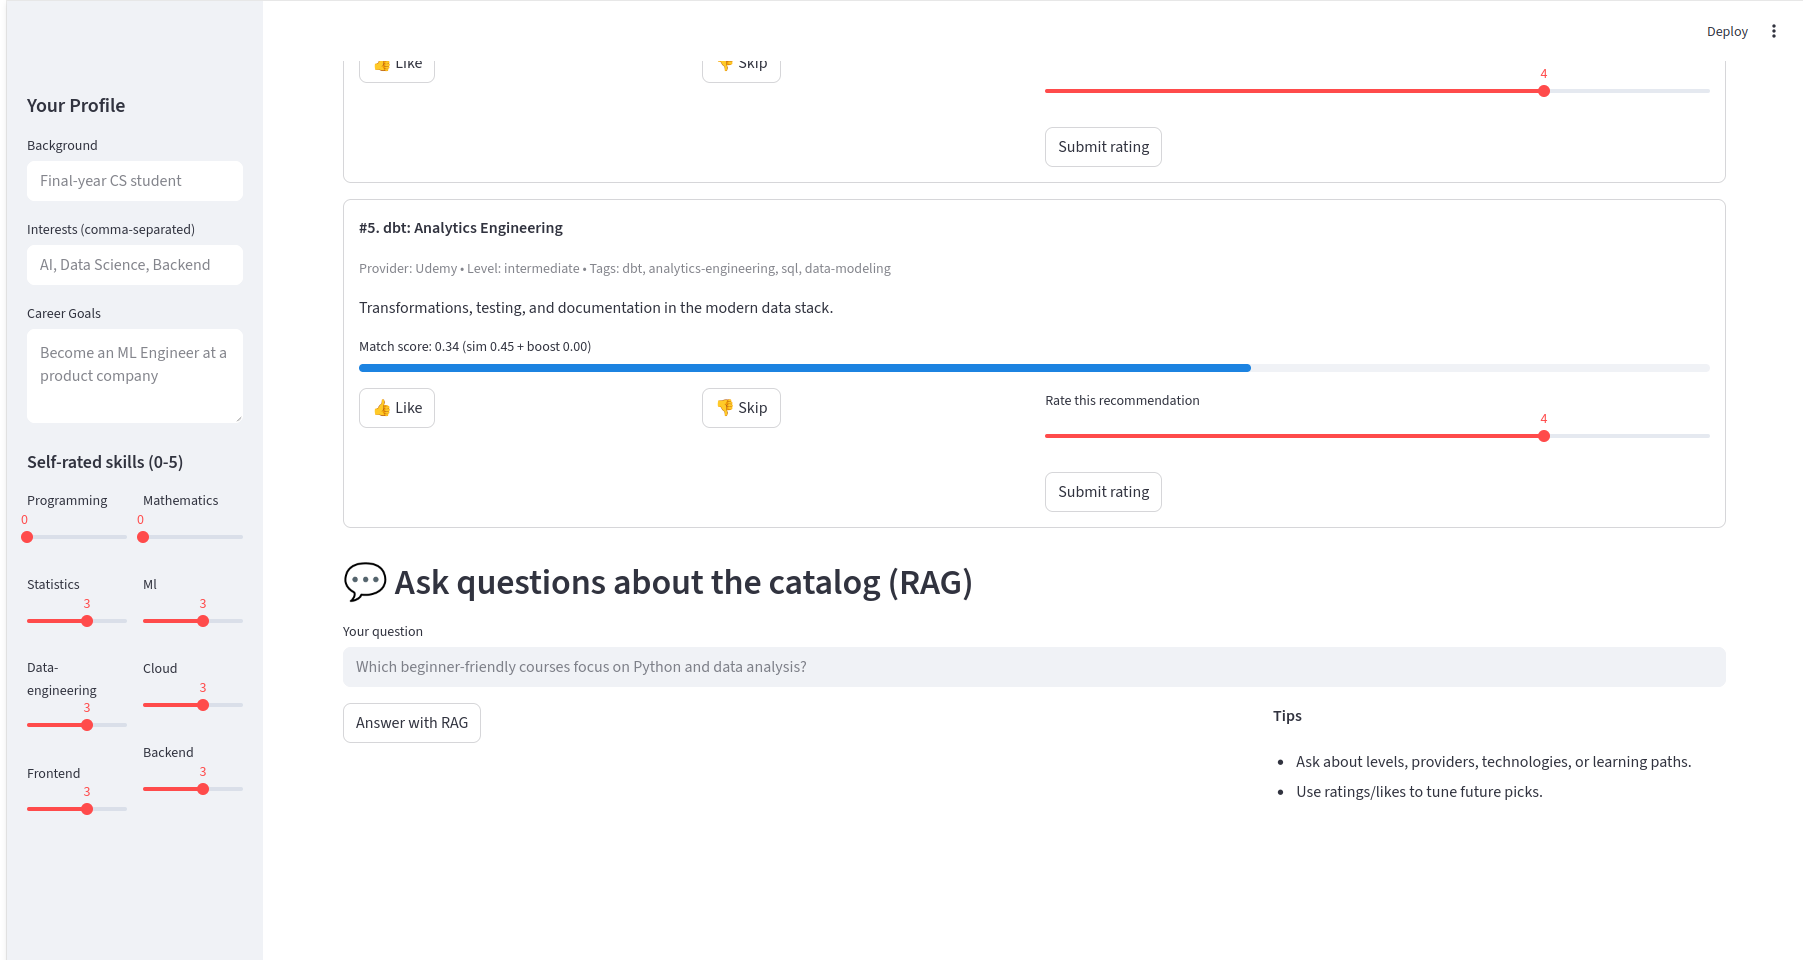 Deploy
Your Profile
Background
Final-year CS student
Interests (comma-separated)
AI, Data Science, Backend
Career Goals
Become an ML Engineer at a
product company
Self-rated skills (0-5)
Programming
0
Mathematics
0
Statistics
3
Ml
3
Data-
engineering
3
Cloud
3
Frontend
3
Backend
3
👍 Like
👎 Skip
4
Submit rating
#5. dbt: Analytics Engineering
Provider: Udemy • Level: intermediate • Tags: dbt, analytics-engineering, sql, data-modeling
Transformations, testing, and documentation in the modern data stack.
Match score: 0.34 (sim 0.45 + boost 0.00)
👍 Like
👎 Skip
Rate this recommendation
4
Submit rating
💬 Ask questions about the catalog (RAG)
Your question
Which beginner-friendly courses focus on Python and data analysis?
Answer with RAG
Tips
• Ask about levels, providers, technologies, or learning paths.
• Use ratings/likes to tune future picks.